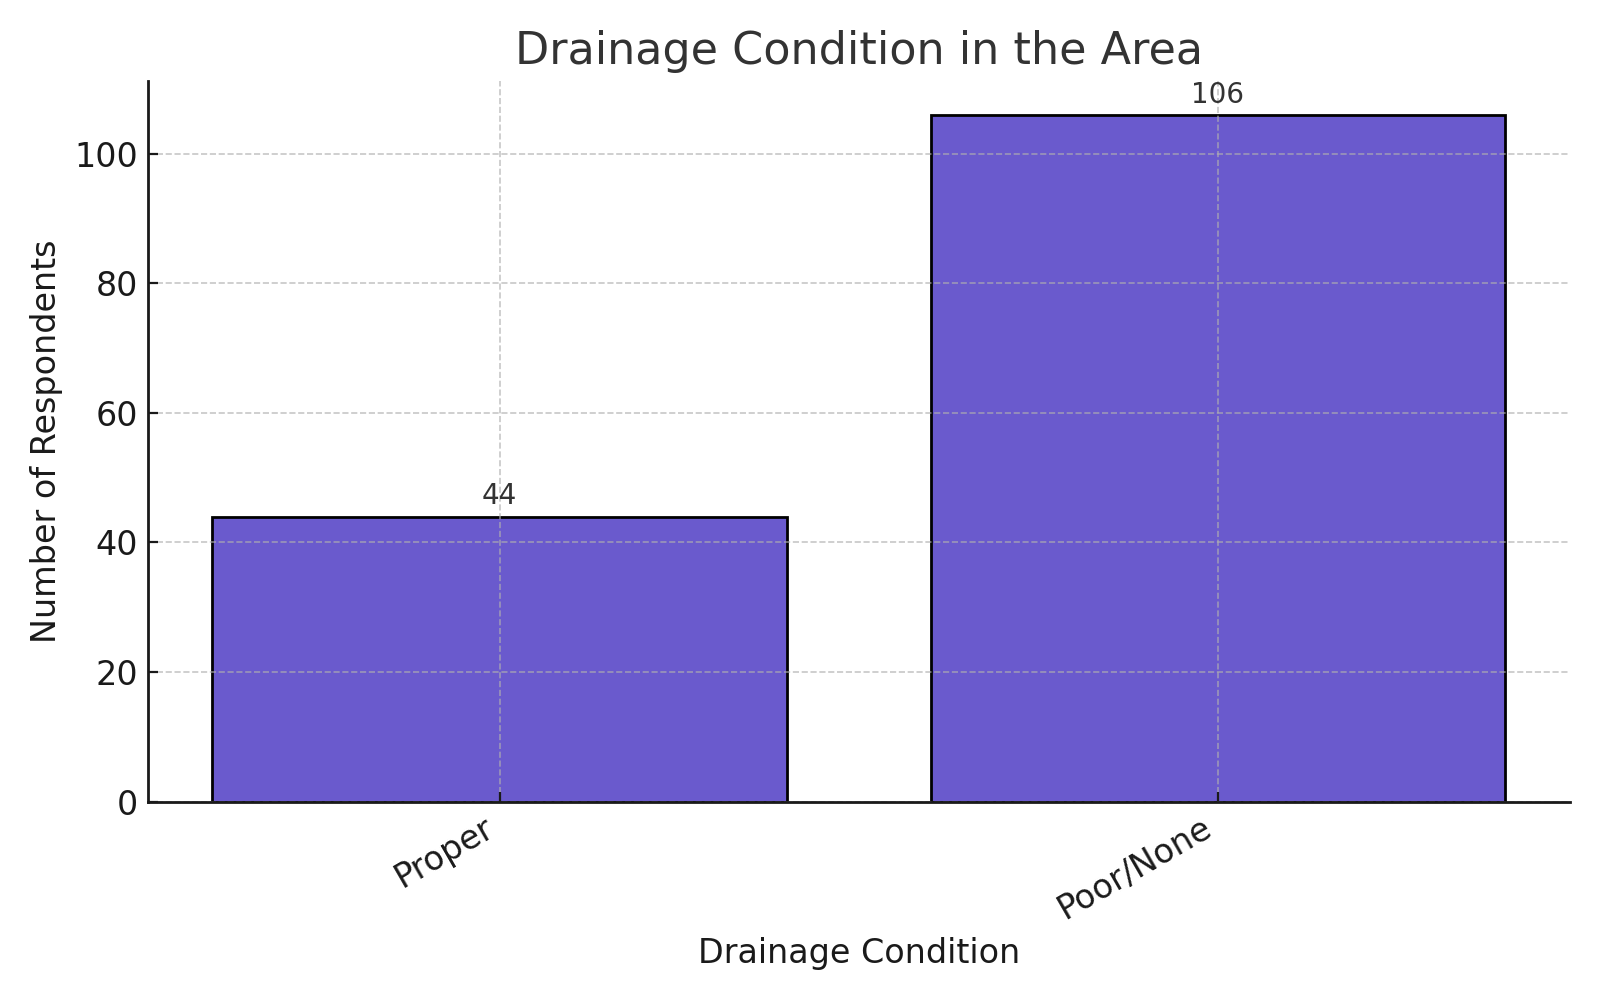 Drainage Condition in the Area
106
100
80
60
44
40
20
0
Number of Respondents
Proper
Poor/None
Drainage Condition